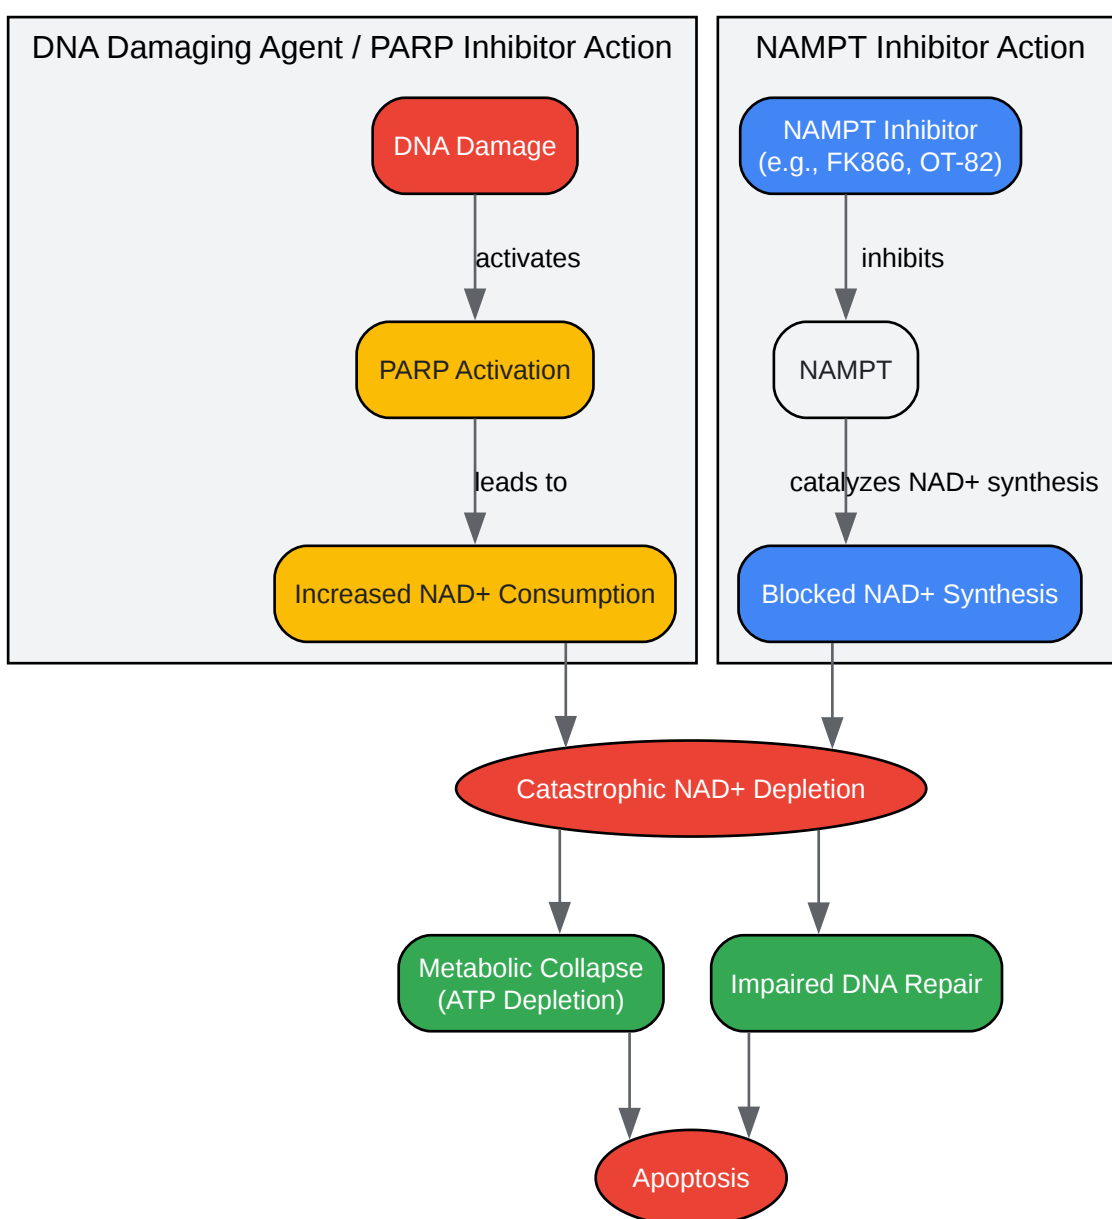 DNA Damaging Agent / PARP Inhibitor Action
DNA Damage
activates
PARP Activation
leads to
Increased NAD+ Consumption
NAMPT Inhibitor Action
NAMPT Inhibitor
(e.g., FK866, OT-82)
inhibits
NAMPT
catalyzes NAD+ synthesis
Blocked NAD+ Synthesis
Catastrophic NAD+ Depletion
Metabolic Collapse
(ATP Depletion)
Impaired DNA Repair
Apoptosis